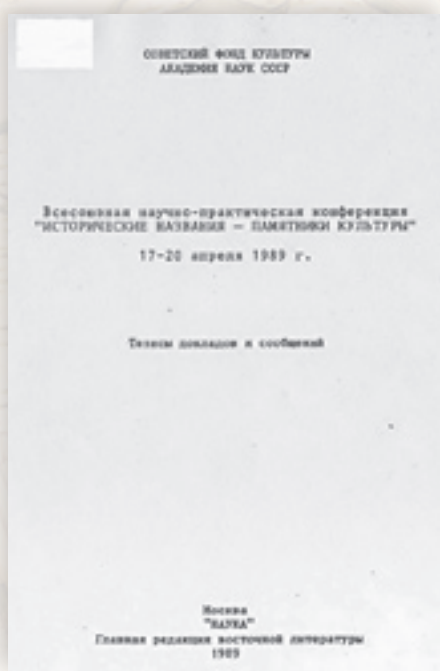 СОВЕТСКИЙ ФОНД КУЛЬТУРЫ
АКАДЕМИЯ НАУК СССР
Всесоюзная научно-практическая конференция
"ИСТОРИЧЕСКИЕ НАЗВАНИЯ — ПАМЯТНИКИ КУЛЬТУРЫ"
17-20 апреля 1989 г.
Тезисы докладов и сообщений
Москва
"НАУКА"
Главная редакция восточной литературы
1989